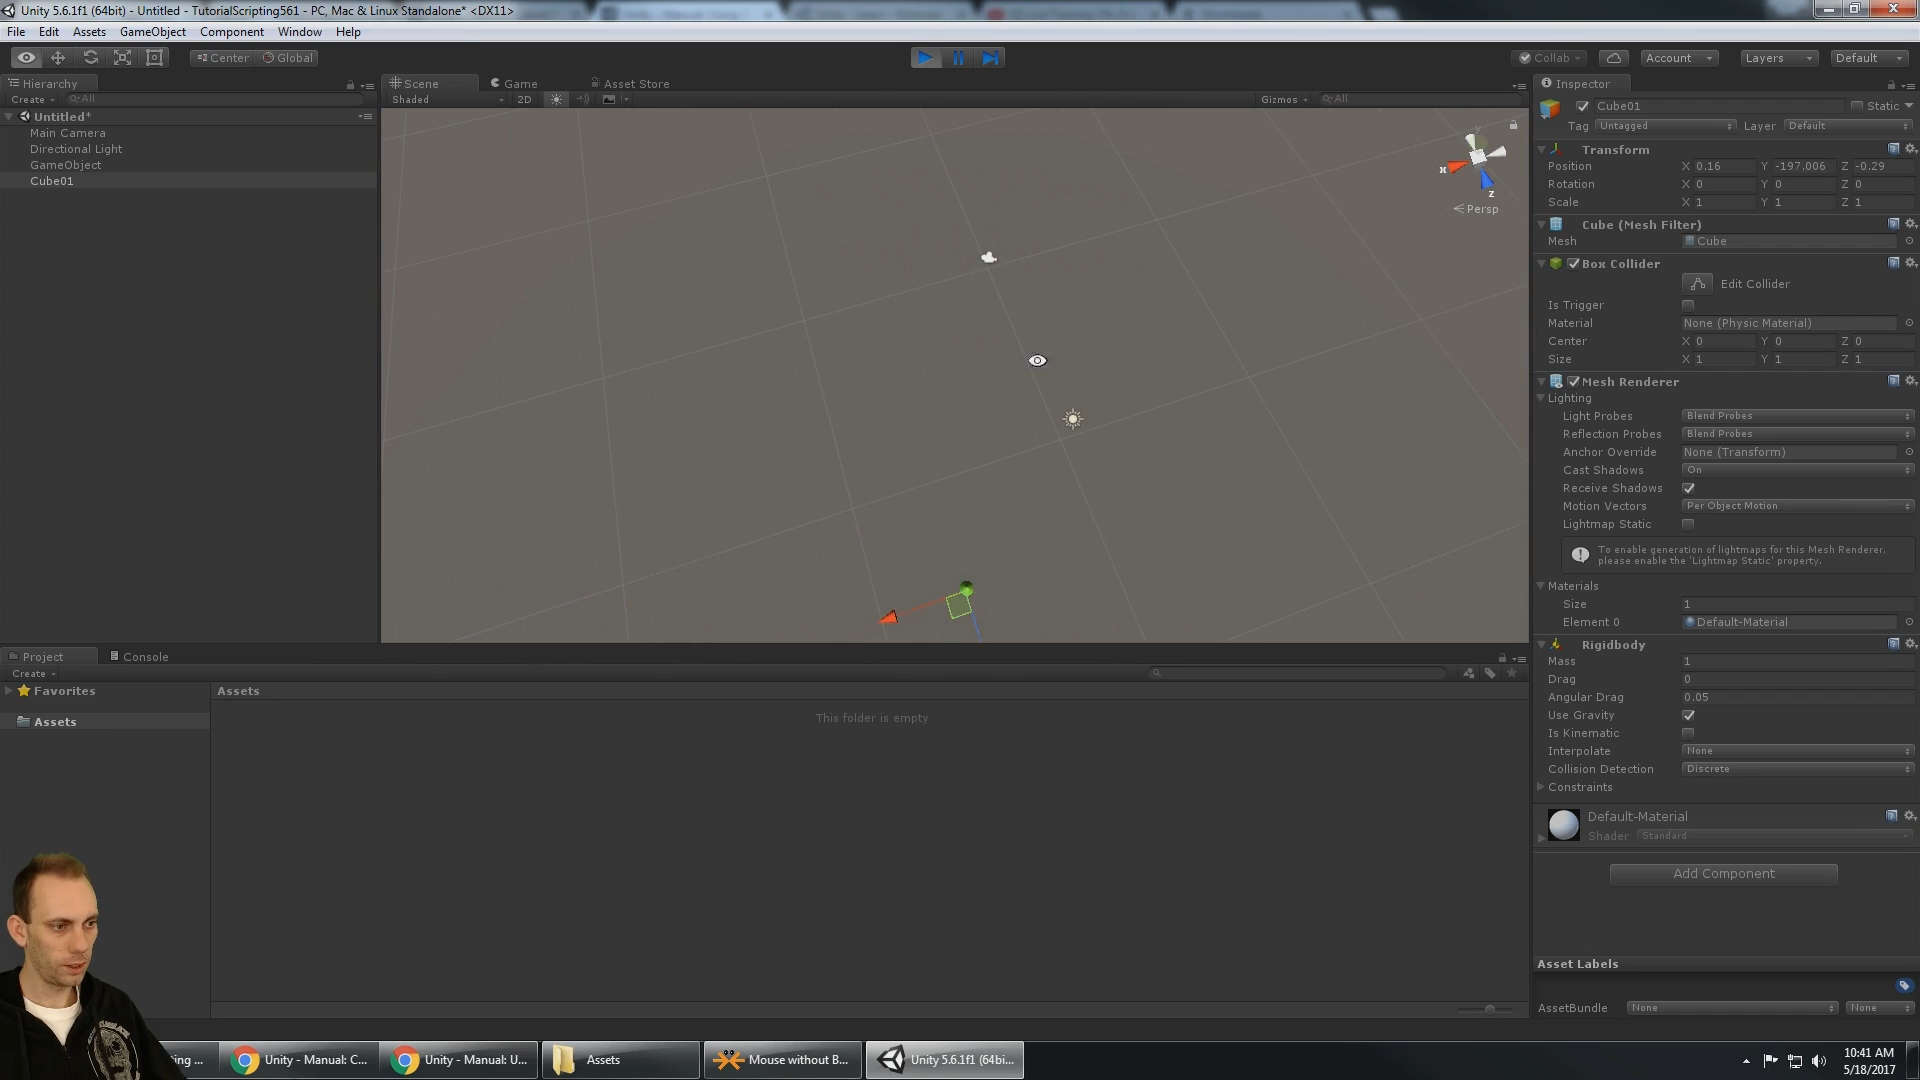 Unity 5.6.1f1 (64bit) - Untitled - TutorialScripting561 - PC, Mac & Linux Standalone* <DX11>
File Edit Assets GameObject Component Window Help
Center Global
Collab Account Layers Default
Hierarchy
Create All
Untitled*
Main Camera
Directional Light
GameObject
Cube01
Scene Game Asset Store
Shaded 2D Gizmos All
y
x
z
Persp
Inspector
Cube01 Static
Tag Untagged Layer Default
Transform
Position X 0.16 Y -197.006 Z -0.29
Rotation X 0 Y 0 Z 0
Scale X 1 Y 1 Z 1
Cube (Mesh Filter)
Mesh Cube
Box Collider
Edit Collider
Is Trigger
Material None (Physic Material)
Center X 0 Y 0 Z 0
Size X 1 Y 1 Z 1
Mesh Renderer
Lighting
Light Probes Blend Probes
Reflection Probes Blend Probes
Anchor Override None (Transform)
Cast Shadows On
Receive Shadows
Motion Vectors Per Object Motion
Lightmap Static
To enable generation of lightmaps for this Mesh Renderer,
please enable the 'Lightmap Static' property.
Materials
Size 1
Element 0 Default-Material
Rigidbody
Mass 1
Drag 0
Angular Drag 0.05
Use Gravity
Is Kinematic
Interpolate None
Collision Detection Discrete
Constraints
Default-Material
Shader Standard
Add Component
Asset Labels
AssetBundle None None
Project Console
Create
Favorites
Assets
Assets
This folder is empty
ting ...
Unity - Manual: C...
Unity - Manual: U...
Assets
Mouse without B...
Unity 5.6.1f1 (64bi...
10:41 AM
5/18/2017